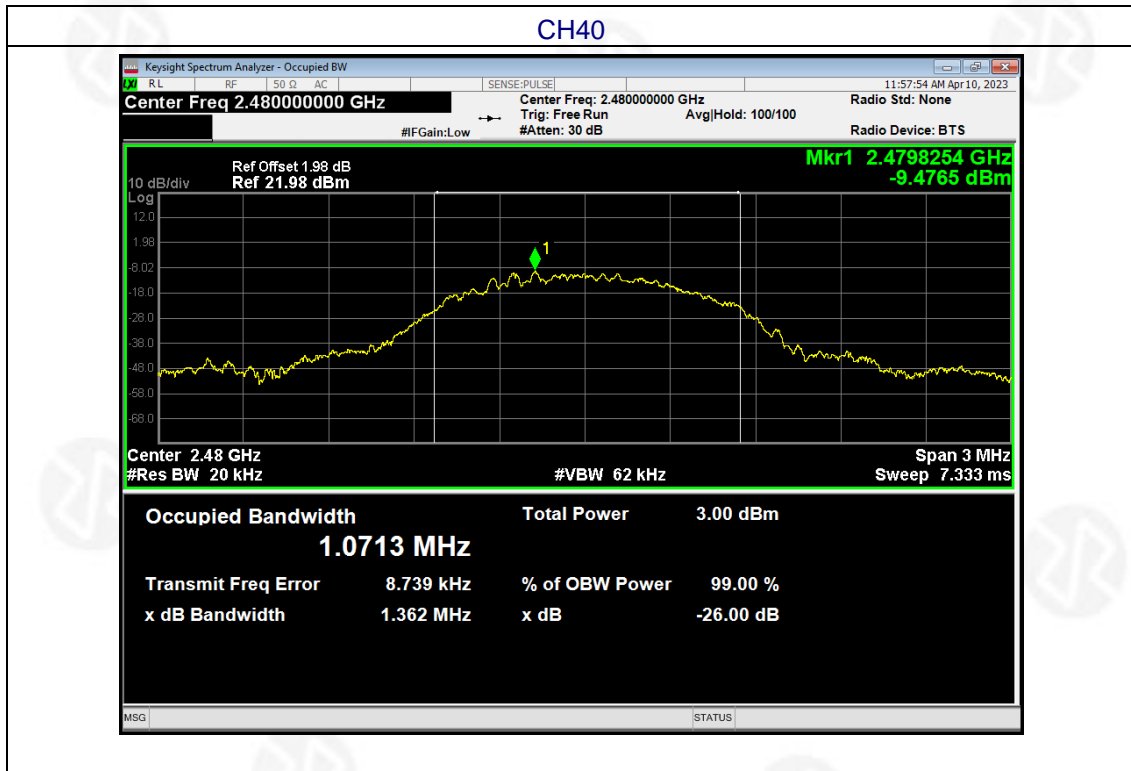 CH40
Keysight Spectrum Analyzer - Occupied BW
LXI RL RF 50 Ω AC SENSE:PULSE 11:57:54 AM Apr 10, 2023
Center Freq 2.480000000 GHz Center Freq: 2.480000000 GHz Radio Std: None
Trig: Free Run Avg|Hold: 100/100
#IFGain:Low #Atten: 30 dB Radio Device: BTS
Mkr1 2.4798254 GHz
-9.4765 dBm
Ref Offset 1.98 dB
10 dB/div Ref 21.98 dBm
Log
12.0
1.98
-8.02
-18.0
-28.0
-38.0
-48.0
-58.0
-68.0
1
Center 2.48 GHz Span 3 MHz
#Res BW 20 kHz #VBW 62 kHz Sweep 7.333 ms
Occupied Bandwidth Total Power 3.00 dBm
1.0713 MHz
Transmit Freq Error 8.739 kHz % of OBW Power 99.00 %
x dB Bandwidth 1.362 MHz x dB -26.00 dB
MSG STATUS